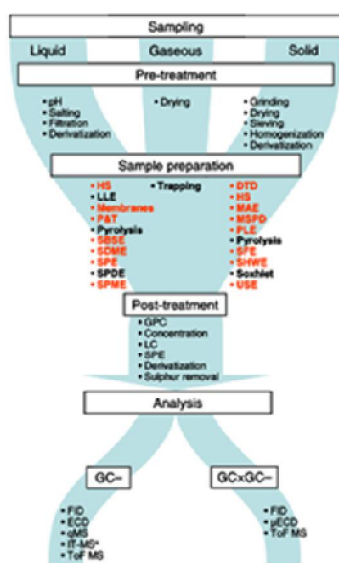 Sampling
Liquid Gaseous Solid
Pre-treatment
• pH
• Salting
• Filtration
• Derivatization
• Drying
• Grinding
• Drying
• Sieving
• Homogenization
• Derivatization
Sample preparation
• HS
• LLE
• Membranes
• P&T
• Pyrolysis
• SBSE
• SDME
• SPE
• SPDE
• SPME
• Trapping
• DTD
• HS
• MAE
• MSPD
• PLE
• Pyrolysis
• SFE
• SHWE
• Soxhlet
• USE
Post-treatment
• GPC
• Concentration
• LC
• SPE
• Derivatization
• Sulphur removal
Analysis
GC–
• FID
• ECD
• qMS
• IT-MS*
• ToF MS
GC×GC–
• FID
• µECD
• ToF MS